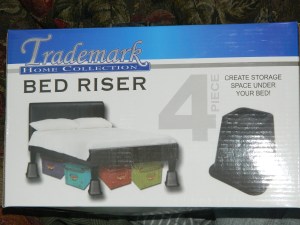 Trademark
HOME COLLECTION
BED RISER
4
PIECE
CREATE STORAGE
SPACE UNDER
YOUR BED!